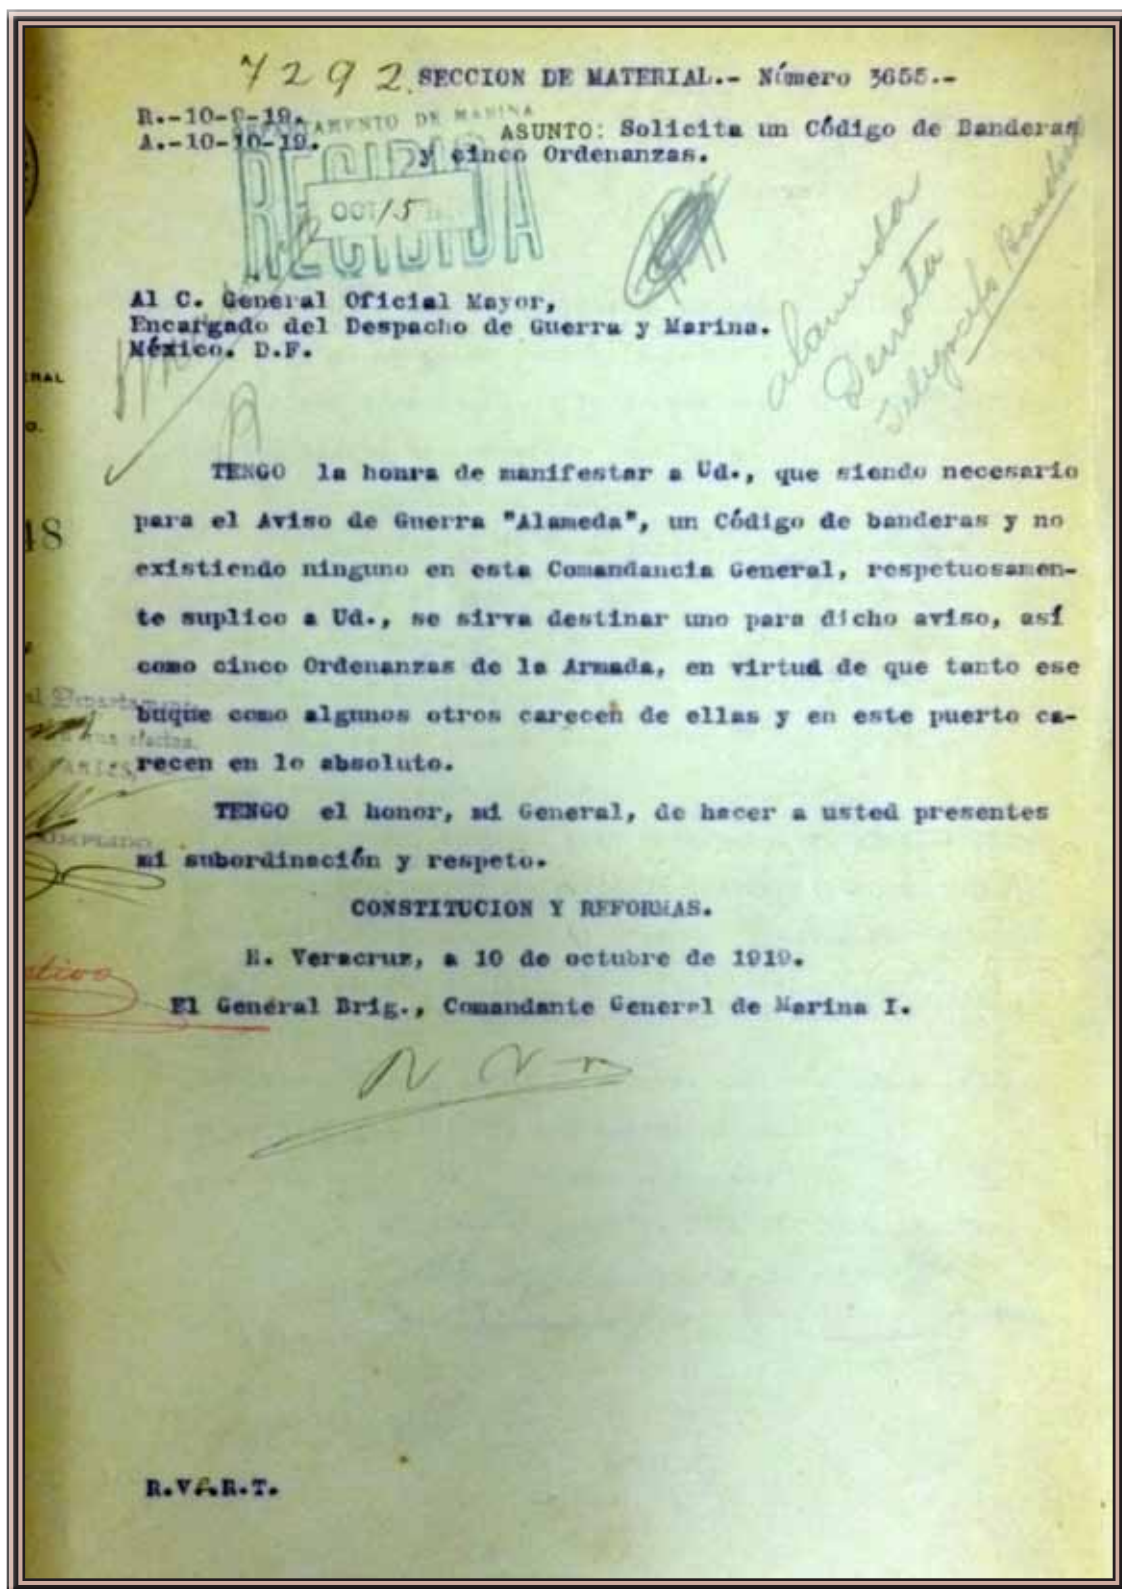 7292. SECCION DE MATERIAL.- Número 3655.-
R.-10-9-19.
A.-10-10-19.
DEPARTAMENTO DE MARINA
RECIBIDA
OCT 15
ASUNTO: Solicita un Código de Banderas
y cinco Ordenanzas.
Al C. General Oficial Mayor,
Encargado del Despacho de Guerra y Marina.
México. D.F.
Derrota
TENGO la honra de manifestar a Ud., que siendo necesario
para el Aviso de Guerra "Alameda", un Código de banderas y no
existiendo ninguno en esta Comandancia General, respetuosamen-
te suplico a Ud., se sirva destinar uno para dicho aviso, así
como cinco Ordenanzas de la Armada, en virtud de que tanto ese
buque como algunos otros carecen de ellas y en este puerto ca-
recen en lo absoluto.
TENGO el honor, mi General, de hacer a usted presentes
mi subordinación y respeto.
CONSTITUCION Y REFORMAS.
H. Veracruz, a 10 de octubre de 1919.
El General Brig., Comandante General de Marina I.
R.V.R.T.
18